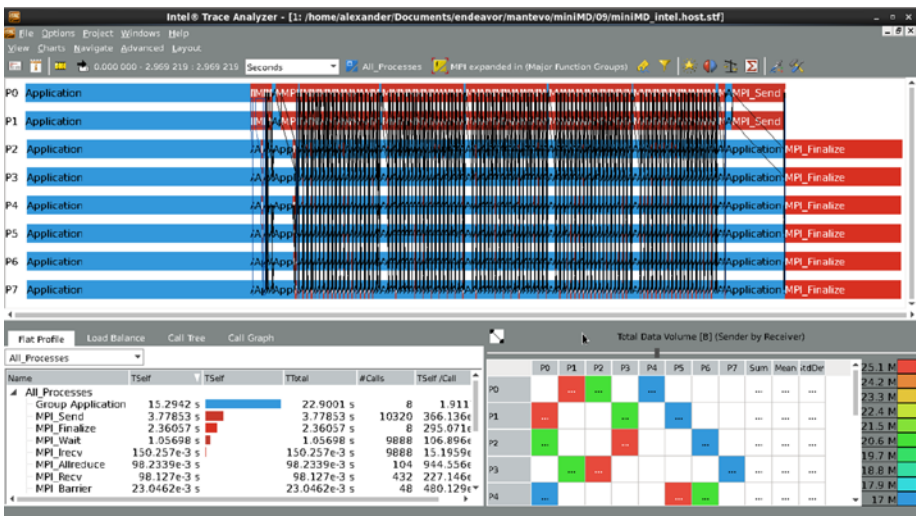 Intel® Trace Analyzer - [1: /home/alexander/Documents/endeavor/mantevo/miniMD/09/miniMD_intel.host.stf]
File Options Project Windows Help
View Charts Navigate Advanced Layout
0.000 000 - 2.969 219 : 2.969 219 Seconds All_Processes MPI expanded in (Major Function Groups)
P0 Application MPI_Send
P1 Application MPI_Send
P2 Application Application MPI_Finalize
P3 Application Application MPI_Finalize
P4 Application Application MPI_Finalize
P5 Application Application MPI_Finalize
P6 Application Application MPI_Finalize
P7 Application Application MPI_Finalize
Flat Profile Load Balance Call Tree Call Graph
All_Processes
Name TSelf TSelf TTotal #Calls TSelf /Call
All_Processes
Group Application 15.2942 s 22.9001 s 8 1.911
MPI_Send 3.77853 s 3.77853 s 10320 366.136e
MPI_Finalize 2.36057 s 2.36057 s 8 295.071e
MPI_Wait 1.05698 s 1.05698 s 9888 106.896e
MPI_Irecv 150.257e-3 s 150.257e-3 s 9888 15.1959e
MPI_Allreduce 98.2339e-3 s 98.2339e-3 s 104 944.556e
MPI_Recv 98.127e-3 s 98.127e-3 s 432 227.146e
MPI_Barrier 23.0462e-3 s 23.0462e-3 s 48 480.129e
Total Data Volume [B] (Sender by Receiver)
P0 P1 P2 P3 P4 P5 P6 P7 Sum Mean StdDe
P0 ... ... ... ... ... ...
P1 ... ... ... ... ... ...
P2 ... ... ... ... ... ...
P3 ... ... ... ... ... ...
P4 ... ... ... ... ... ...
25.1 M
24.2 M
23.3 M
22.4 M
21.5 M
20.6 M
19.7 M
18.8 M
17.9 M
17 M